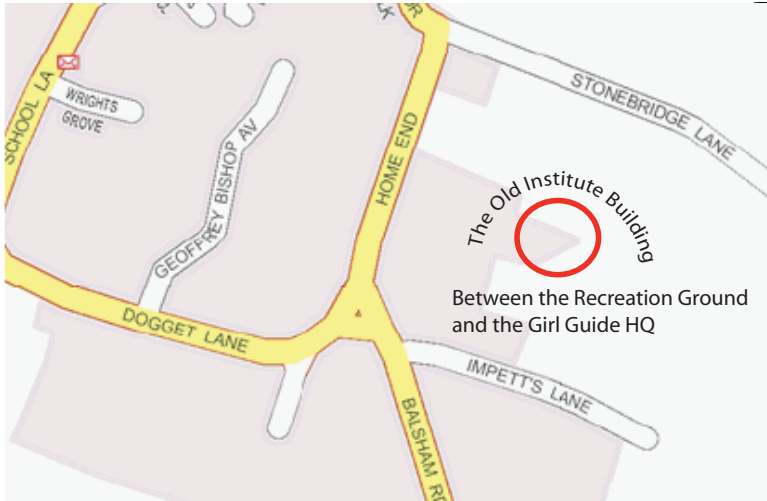 SCHOOL LA
WRIGHTS
GROVE
GEOFFREY BISHOP AV
HOME END
STONEBRIDGE LANE
The Old Institute Building
Between the Recreation Ground
and the Girl Guide HQ
DOGGET LANE
IMPETT'S LANE
BALSHAM RD